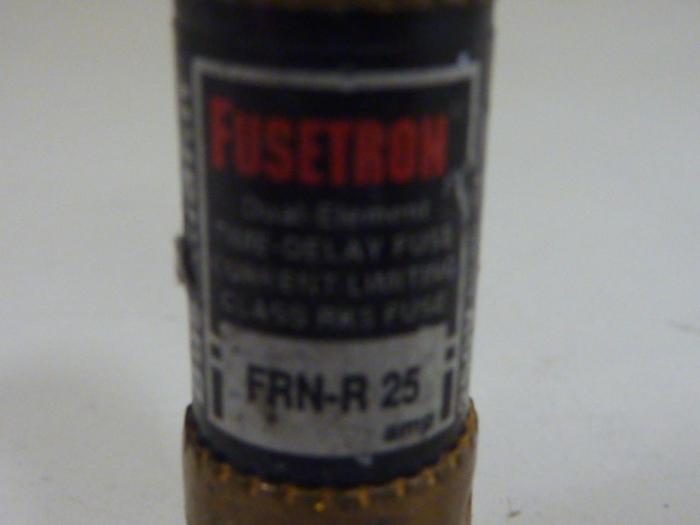 FUSETRON
Dual-Element
TIME-DELAY FUSE
CURRENT LIMITING
CLASS RK5 FUSE
FRN-R 25
amp